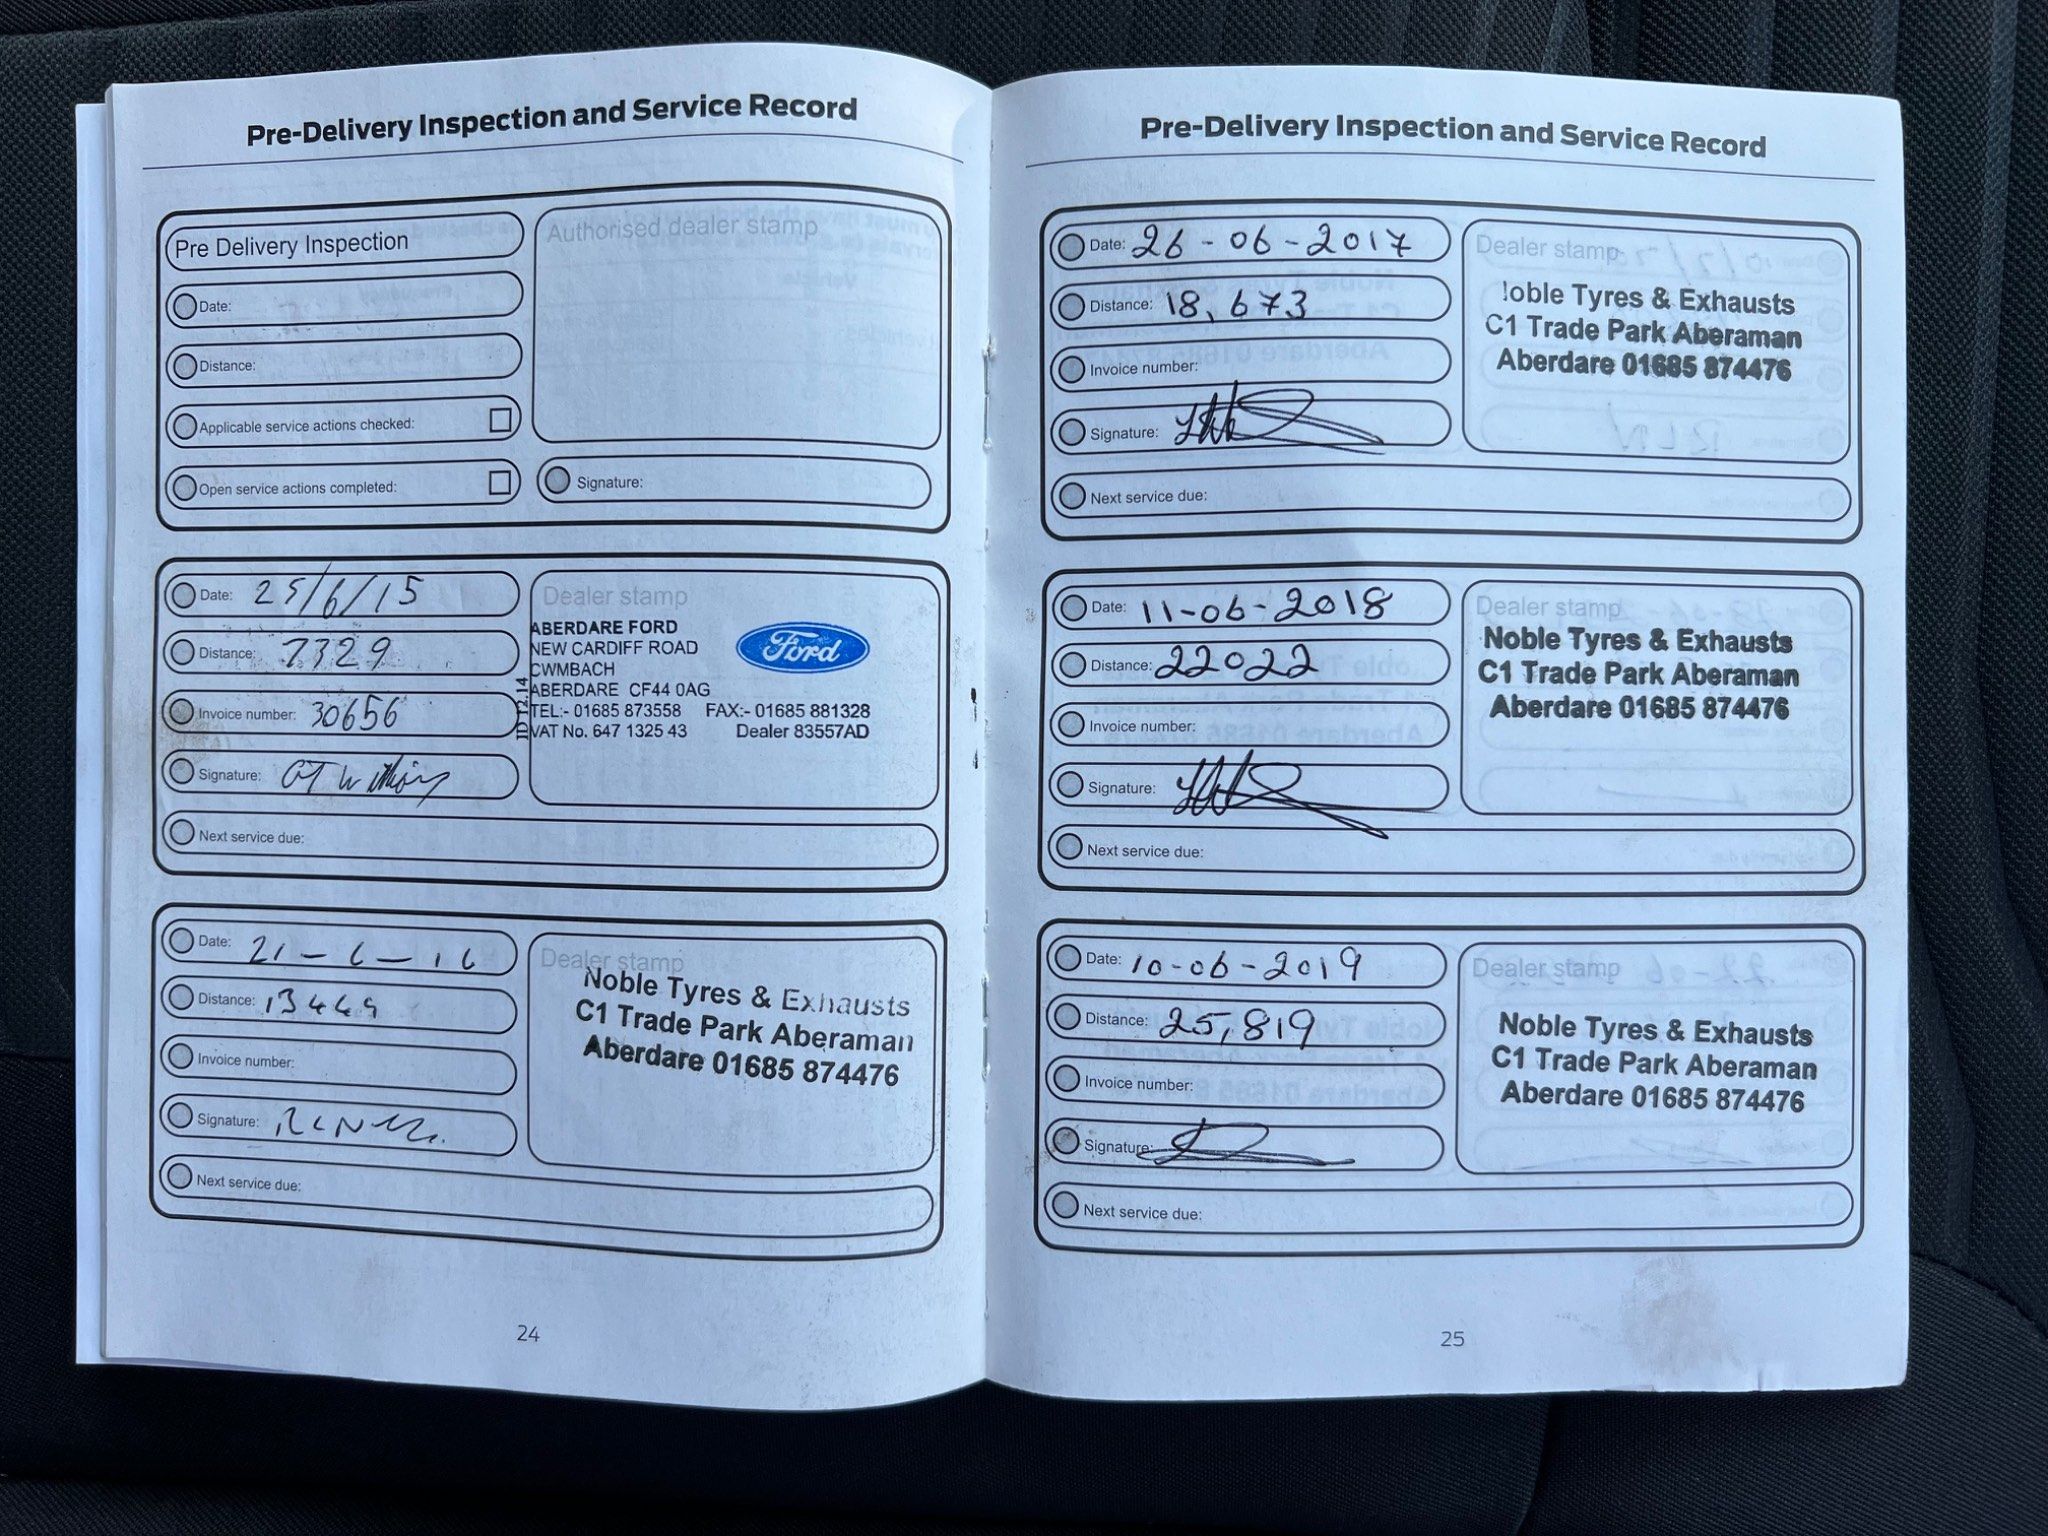 Pre-Delivery Inspection and Service Record
Pre Delivery Inspection
Date:
Distance:
Applicable service actions checked:
Open service actions completed:
Authorised dealer stamp
Signature:
Date: 25/6/15
Distance: 7329
Invoice number: 30656
Signature:
Next service due:
Dealer stamp
ABERDARE FORD
NEW CARDIFF ROAD
CWMBACH
ABERDARE CF44 0AG
TEL:- 01685 873558 FAX:- 01685 881328
VAT No. 647 1325 43 Dealer 83557AD
Ford
ID 12.14
Date: 21-6-16
Distance: 13449
Invoice number:
Signature:
Next service due:
Dealer stamp
Noble Tyres & Exhausts
C1 Trade Park Aberaman
Aberdare 01685 874476
24
Pre-Delivery Inspection and Service Record
Date: 26-06-2017
Distance: 18,673
Invoice number:
Signature:
Next service due:
Dealer stamp
oble Tyres & Exhausts
C1 Trade Park Aberaman
Aberdare 01685 874476
Date: 11-06-2018
Distance: 22022
Invoice number:
Signature:
Next service due:
Dealer stamp
Noble Tyres & Exhausts
C1 Trade Park Aberaman
Aberdare 01685 874476
Date: 10-06-2019
Distance: 25,819
Invoice number:
Signature:
Next service due:
Dealer stamp
Noble Tyres & Exhausts
C1 Trade Park Aberaman
Aberdare 01685 874476
25